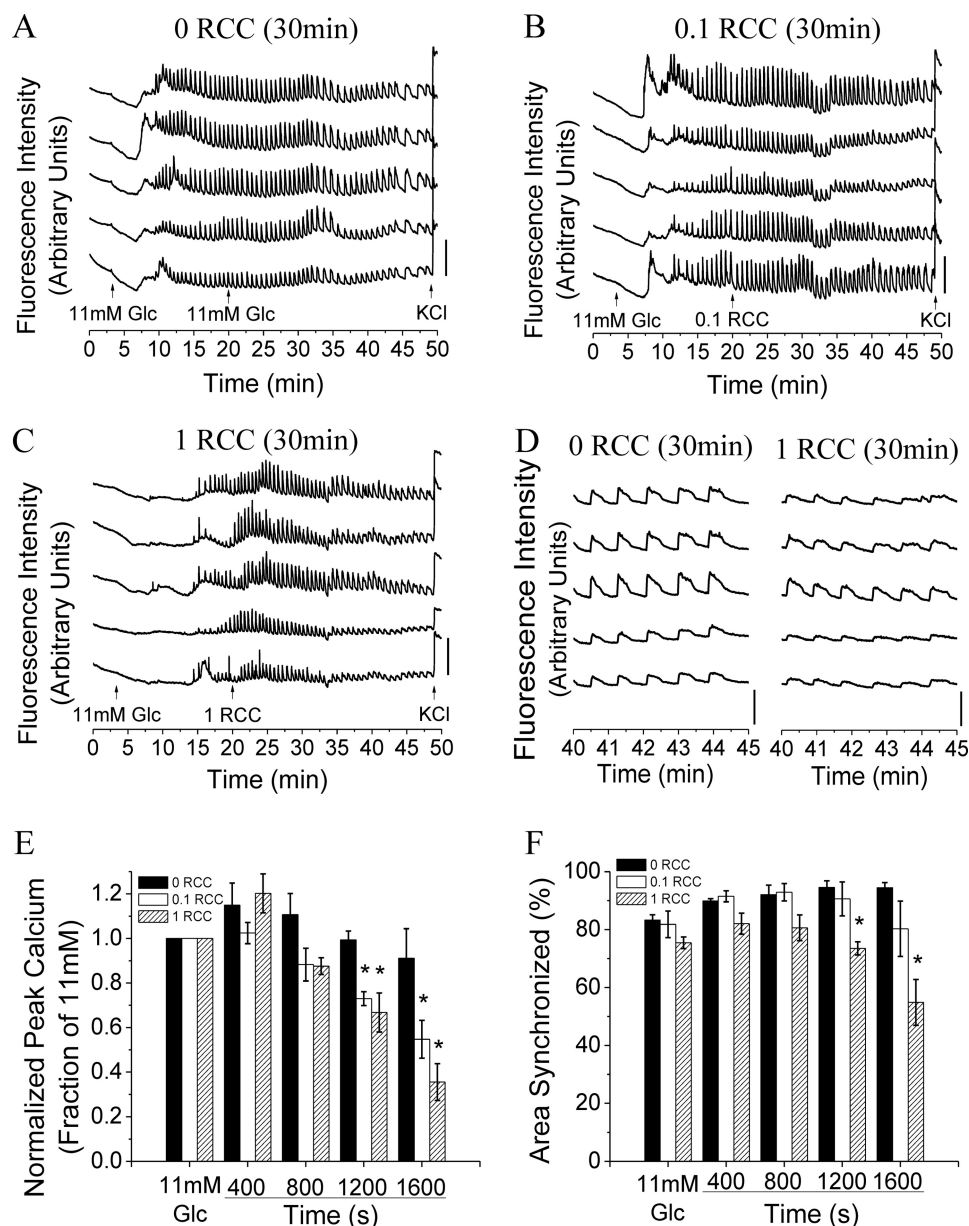 A
0 RCC (30min)
Fluorescence Intensity
(Arbitrary Units)
11mM Glc
11mM Glc
KCl
0 5 10 15 20 25 30 35 40 45 50
Time (min)
B
0.1 RCC (30min)
Fluorescence Intensity
(Arbitrary Units)
11mM Glc
0.1 RCC
KCl
0 5 10 15 20 25 30 35 40 45 50
Time (min)
C
1 RCC (30min)
Fluorescence Intensity
(Arbitrary Units)
11mM Glc
1 RCC
KCl
0 5 10 15 20 25 30 35 40 45 50
Time (min)
D
0 RCC (30min)
1 RCC (30min)
Fluorescence Intensity
(Arbitrary Units)
40 41 42 43 44 45
Time (min)
40 41 42 43 44 45
Time (min)
E
Normalized Peak Calcium
(Fraction of 11mM)
1.2
1.0
0.8
0.6
0.4
0.2
0.0
0 RCC
0.1 RCC
1 RCC
* *
*
*
11mM
Glc
400 800 1200 1600
Time (s)
F
Area Synchronized (%)
100
80
60
40
20
0
0 RCC
0.1 RCC
1 RCC
*
*
11mM
Glc
400 800 1200 1600
Time (s)